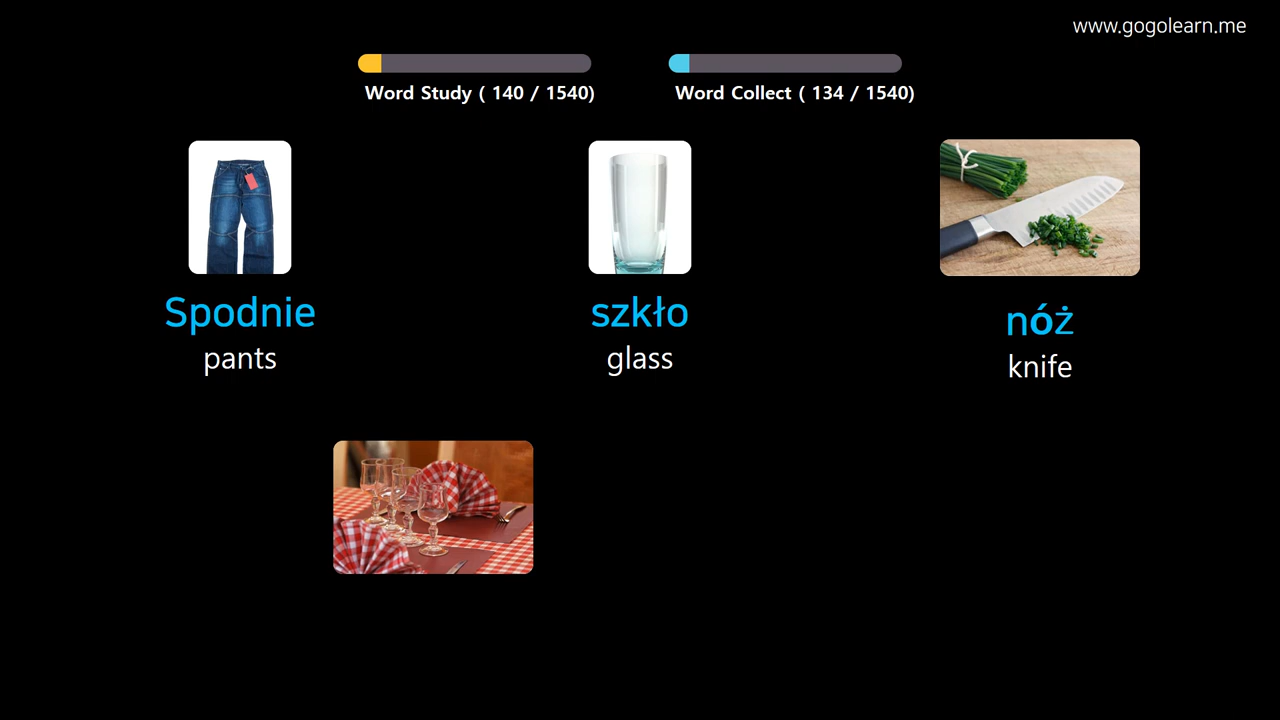 www.gogolearn.me
Word Study ( 140 / 1540)
Word Collect ( 134 / 1540)
Spodnie
pants
szkło
glass
nóż
knife